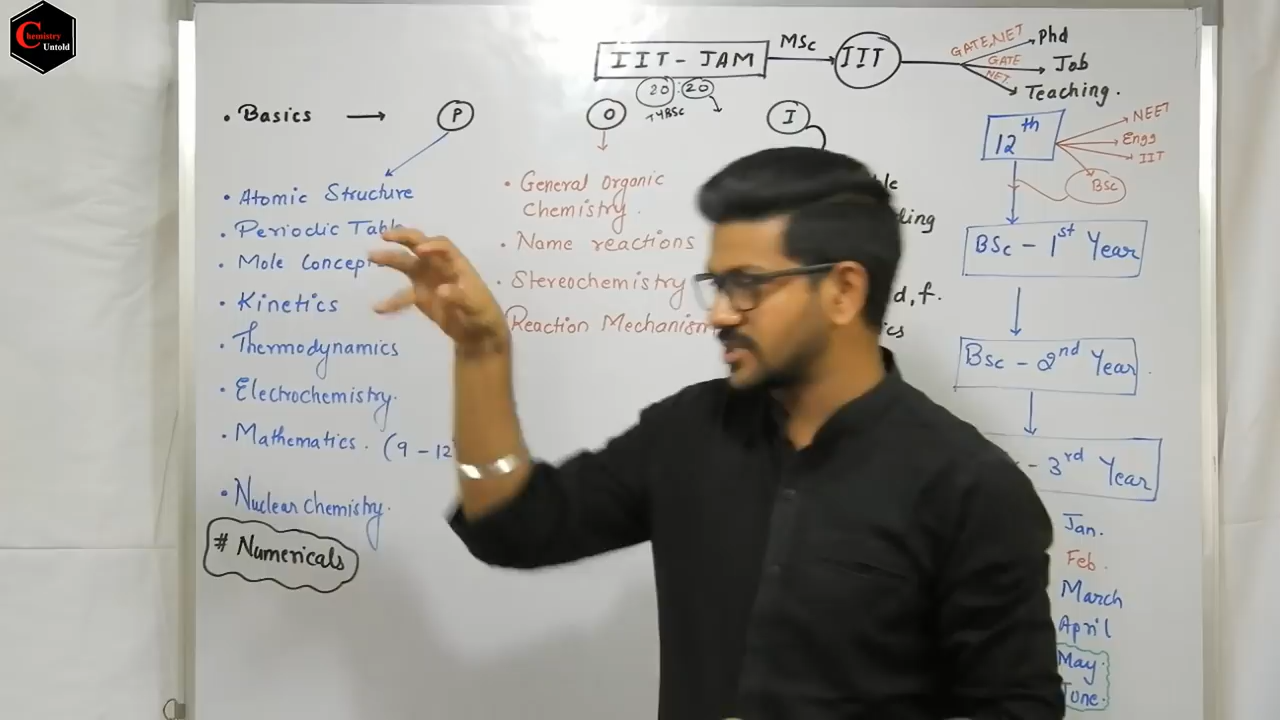 Chemistry
Untold
IIT - JAM
MSc
IIT
GATE, NET
Phd
GATE
Job
NET
Teaching.
20 : 20
TYBSc
• Basics
P
O
I
12th
NEET
Engg
IIT
BSc
• Atomic Structure
• Periodic Table
• Mole Concept
• Kinetics
• Thermodynamics
• Electrochemistry.
• Mathematics. (9 - 12
• Nuclear Chemistry.
# Numericals
• General Organic
Chemistry.
• Name reactions
• Stereochemistry
Reaction Mechanism
d, f.
BSc - 1st Year
Bsc - 2nd Year
- 3rd Year
Jan.
Feb.
March
April
May.
June.